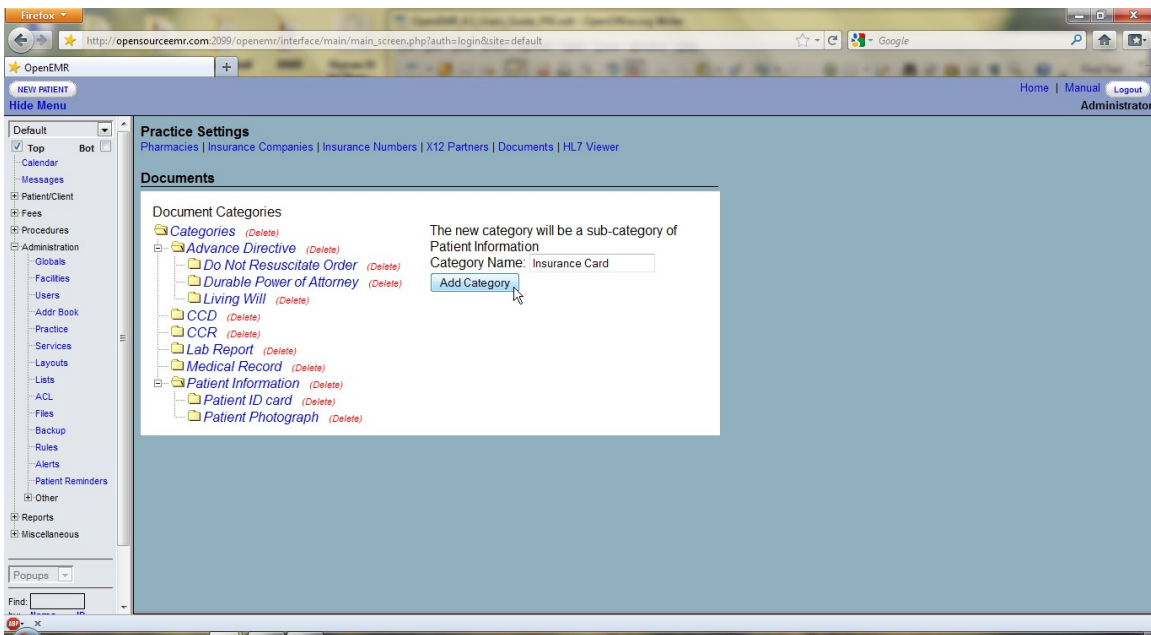 Firefox
http://opensourceemr.com:2099/openemr/interface/main/main_screen.php?auth=login&site=default
Google
OpenEMR
NEW PATIENT
Home | Manual Logout
Hide Menu
Administrator
Default
Top Bot
Calendar
Messages
Patient/Client
Fees
Procedures
Administration
Globals
Facilities
Users
Addr Book
Practice
Services
Layouts
Lists
ACL
Files
Backup
Rules
Alerts
Patient Reminders
Other
Reports
Miscellaneous
Popups
Find:
Practice Settings
Pharmacies | Insurance Companies | Insurance Numbers | X12 Partners | Documents | HL7 Viewer
Documents
Document Categories
Categories (Delete)
Advance Directive (Delete)
Do Not Resuscitate Order (Delete)
Durable Power of Attorney (Delete)
Living Will (Delete)
CCD (Delete)
CCR (Delete)
Lab Report (Delete)
Medical Record (Delete)
Patient Information (Delete)
Patient ID card (Delete)
Patient Photograph (Delete)
The new category will be a sub-category of
Patient Information
Category Name: Insurance Card
Add Category
ABP